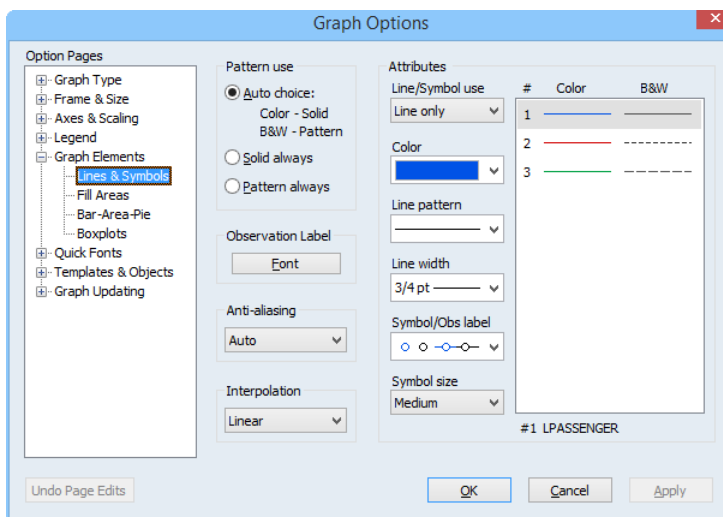 Graph Options
Option Pages
Graph Type
Frame & Size
Axes & Scaling
Legend
Graph Elements
Lines & Symbols
Fill Areas
Bar-Area-Pie
Boxplots
Quick Fonts
Templates & Objects
Graph Updating
Pattern use
Auto choice:
Color - Solid
B&W - Pattern
Solid always
Pattern always
Observation Label
Font
Anti-aliasing
Auto
Interpolation
Linear
Attributes
Line/Symbol use
Line only
Color
Line pattern
Line width
3/4 pt
Symbol/Obs label
Symbol size
Medium
# Color B&W
1
2
3
#1 LPASSENGER
Undo Page Edits
OK
Cancel
Apply